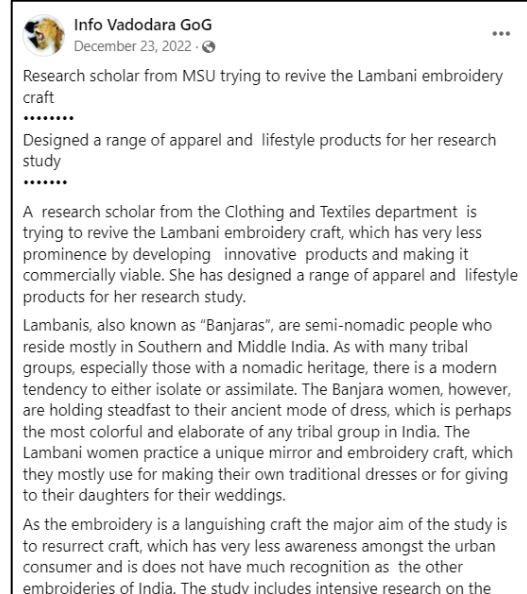 Info Vadodara GoG
December 23, 2022 ·
Research scholar from MSU trying to revive the Lambani embroidery
craft
••••••••
Designed a range of apparel and lifestyle products for her research
study
•••••••
A research scholar from the Clothing and Textiles department is
trying to revive the Lambani embroidery craft, which has very less
prominence by developing innovative products and making it
commercially viable. She has designed a range of apparel and lifestyle
products for her research study.
Lambanis, also known as “Banjaras”, are semi-nomadic people who
reside mostly in Southern and Middle India. As with many tribal
groups, especially those with a nomadic heritage, there is a modern
tendency to either isolate or assimilate. The Banjara women, however,
are holding steadfast to their ancient mode of dress, which is perhaps
the most colorful and elaborate of any tribal group in India. The
Lambani women practice a unique mirror and embroidery craft, which
they mostly use for making their own traditional dresses or for giving
to their daughters for their weddings.
As the embroidery is a languishing craft the major aim of the study is
to resurrect craft, which has very less awareness amongst the urban
consumer and is does not have much recognition as the other
embroideries of India. The study includes intensive research on the